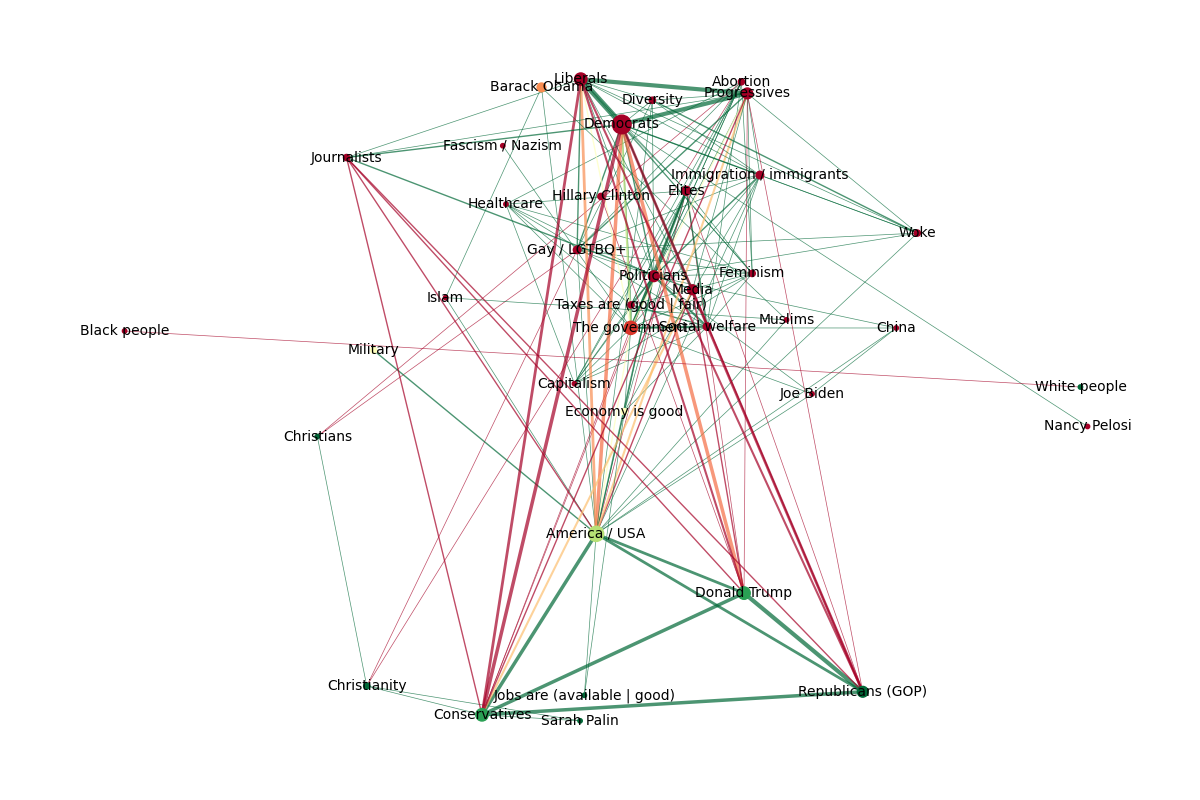 Liberals
Abortion
Barack Obama
Progressives
Diversity
Democrats
Fascism / Nazism
Journalists
Immigration / immigrants
Elites
Hillary Clinton
Healthcare
Woke
Gay / LGTBQ+
Feminism
Politicians
Media
Islam
Taxes are (good | fair)
Muslims
The government
Social welfare
China
Black people
Military
Capitalism
White people
Joe Biden
Economy is good
Nancy Pelosi
Christians
America / USA
Donald Trump
Christianity
Republicans (GOP)
Jobs are (available | good)
Conservatives
Sarah Palin